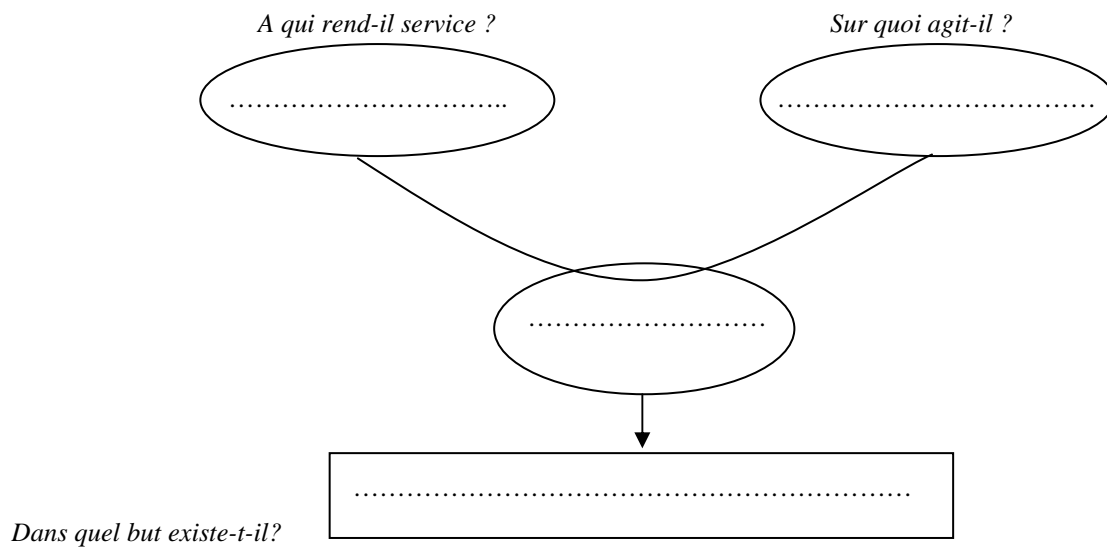 A qui rend-il service ?
Sur quoi agit-il ?
…………………………..
………………………………
………………………
………………………………………………………
Dans quel but existe-t-il?